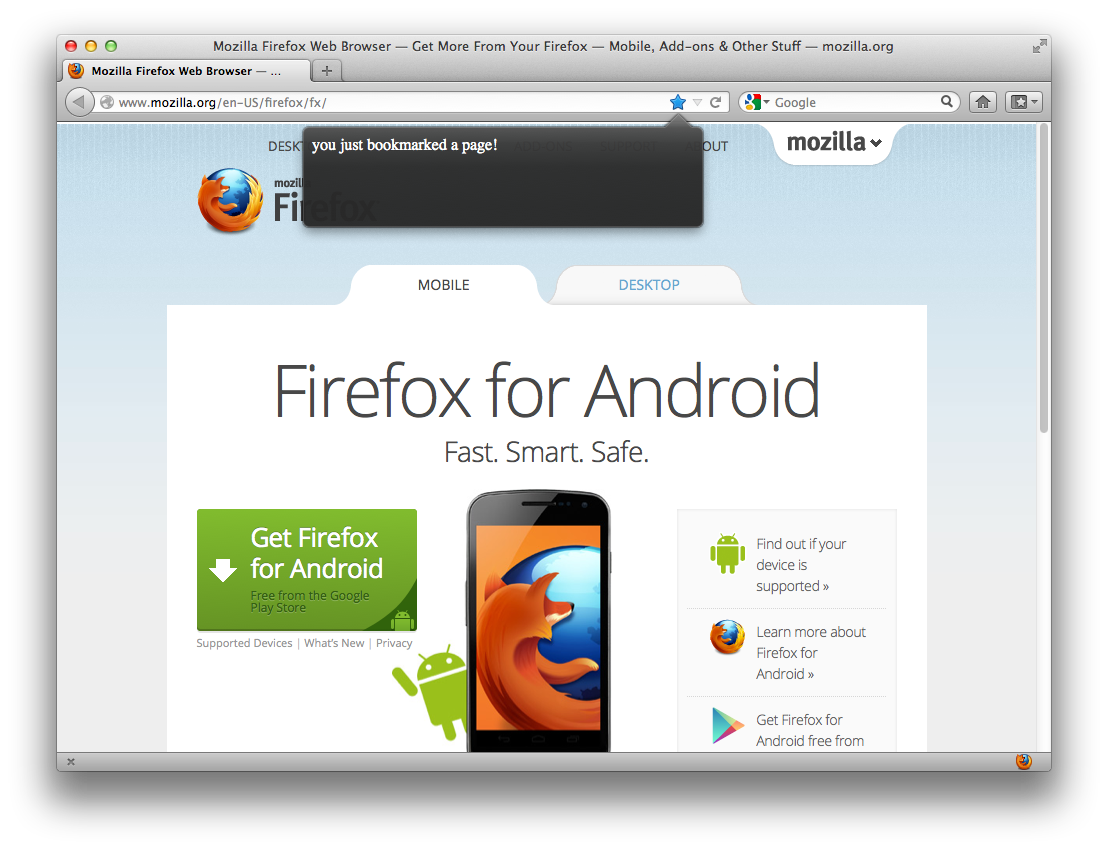 Mozilla Firefox Web Browser — Get More From Your Firefox — Mobile, Add-ons & Other Stuff — mozilla.org
Mozilla Firefox Web Browser — ...
www.mozilla.org/en-US/firefox/fx/
Google
you just bookmarked a page!
DESKT
ADD-ONS
SUPPORT
ABOUT
mozilla
mozill
Firefox
MOBILE
DESKTOP
Firefox for Android
Fast. Smart. Safe.
Get Firefox
for Android
Free from the Google
Play Store
Supported Devices | What's New | Privacy
Find out if your
device is
supported »
Learn more about
Firefox for
Android »
Get Firefox for
Android free from